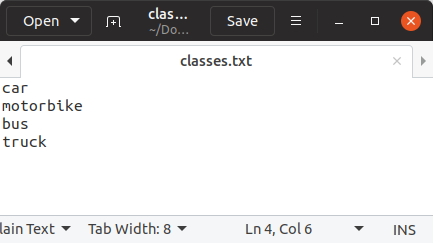 Open
clas...
~/Do...
Save
classes.txt
car
motorbike
bus
truck
lain Text
Tab Width: 8
Ln 4, Col 6
INS